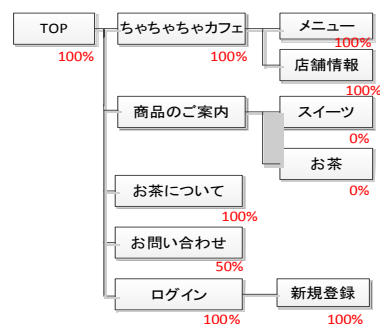 TOP
100%
ちゃちゃちゃカフェ
100%
メニュー
100%
店舗情報
100%
商品のご案内
スイーツ
0%
お茶
0%
お茶について
100%
お問い合わせ
50%
ログイン
100%
新規登録
100%